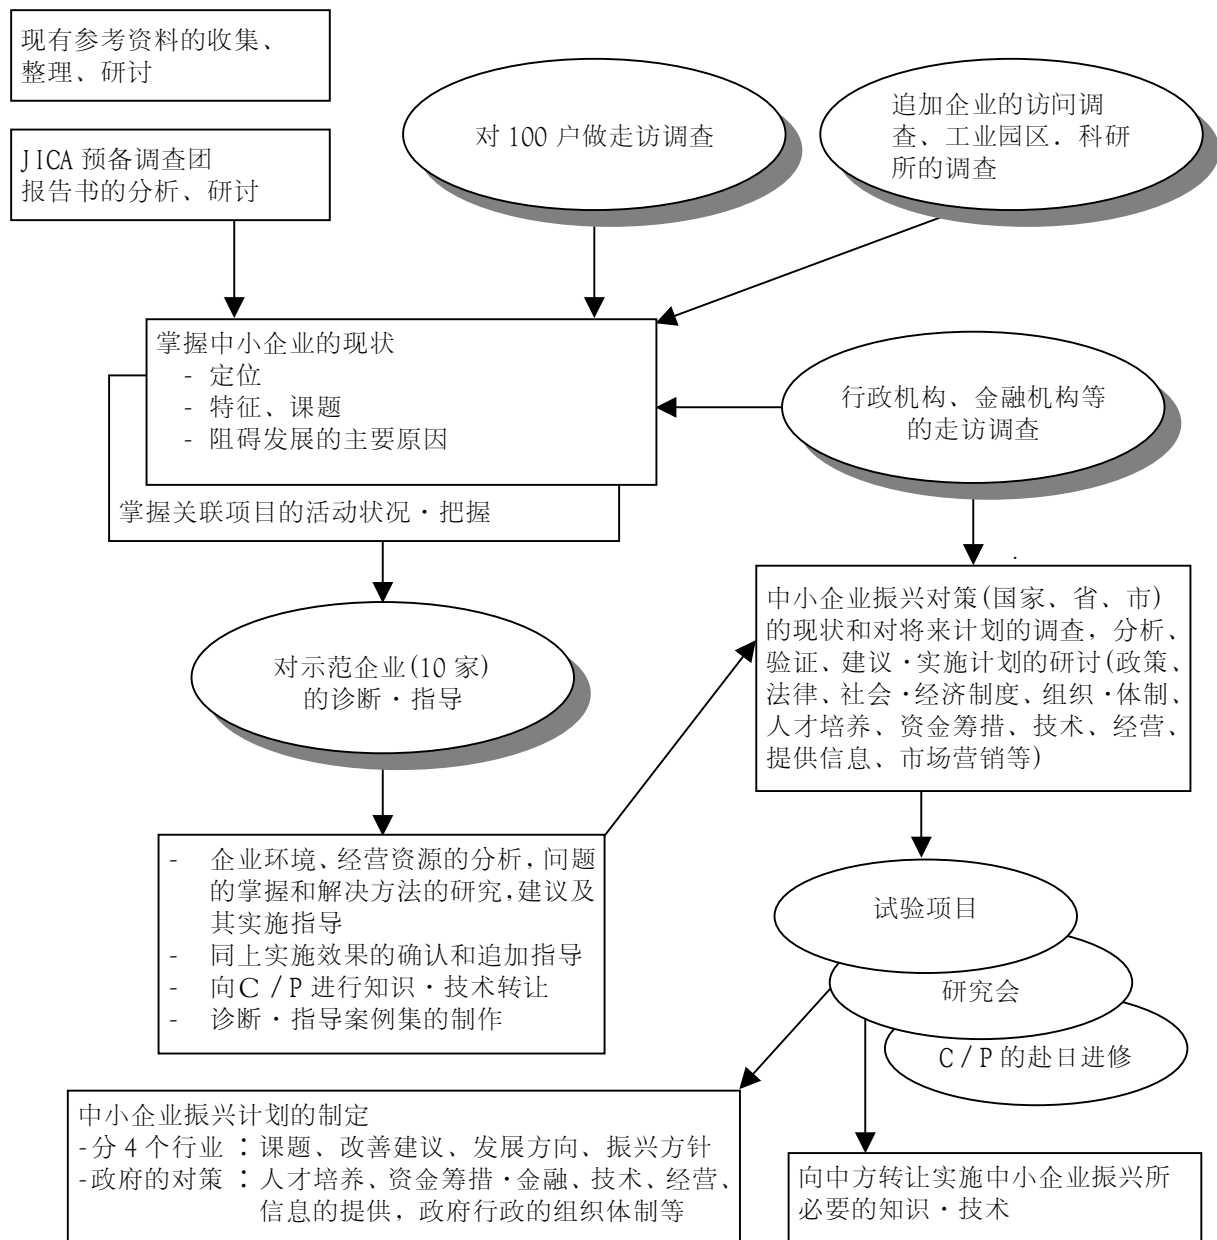 现有参考资料的收集、
整理、研讨
JICA 预备调查团
报告书的分析、研讨
对 100 户做走访调查
追加企业的访问调
查、工业园区．科研
所的调查
掌握中小企业的现状
- 定位
- 特征、课题
- 阻碍发展的主要原因
掌握关联项目的活动状况·把握
行政机构、金融机构等
的走访调查
对示范企业(10 家)
的诊断·指导
中小企业振兴对策(国家、省、市)
的现状和对将来计划的调查，分析、
验证、建议·实施计划的研讨(政策、
法律、社会·经济制度、组织·体制、
人才培养、资金筹措、技术、经营、
提供信息、市场营销等)
- 企业环境、经营资源的分析，问题
的掌握和解决方法的研究，建议及
其实施指导
- 同上实施效果的确认和追加指导
- 向C／P 进行知识·技术转让
- 诊断·指导案例集的制作
试验项目
研究会
C／P 的赴日进修
中小企业振兴计划的制定
-分 4 个行业 ：课题、改善建议、发展方向、振兴方针
-政府的对策 ：人才培养、资金筹措·金融、技术、经营、
信息的提供，政府行政的组织体制等
向中方转让实施中小企业振兴所
必要的知识·技术